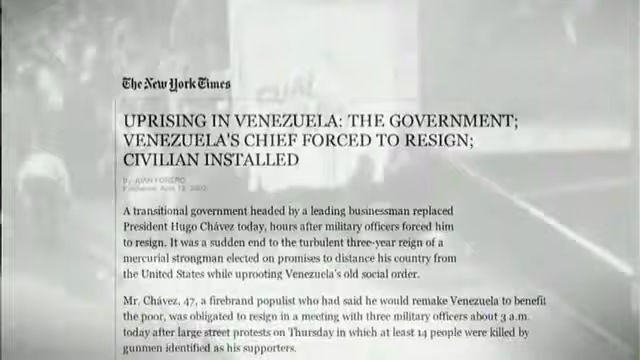 The New York Times
UPRISING IN VENEZUELA: THE GOVERNMENT;
VENEZUELA'S CHIEF FORCED TO RESIGN;
CIVILIAN INSTALLED
By JUAN FORERO
Published: April 13, 2002
A transitional government headed by a leading businessman replaced
President Hugo Chávez today, hours after military officers forced him
to resign. It was a sudden end to the turbulent three-year reign of a
mercurial strongman elected on promises to distance his country from
the United States while uprooting Venezuela's old social order.
Mr. Chávez, 47, a firebrand populist who had said he would remake Venezuela to benefit
the poor, was obligated to resign in a meeting with three military officers about 3 a.m.
today after large street protests on Thursday in which at least 14 people were killed by
gunmen identified as his supporters.